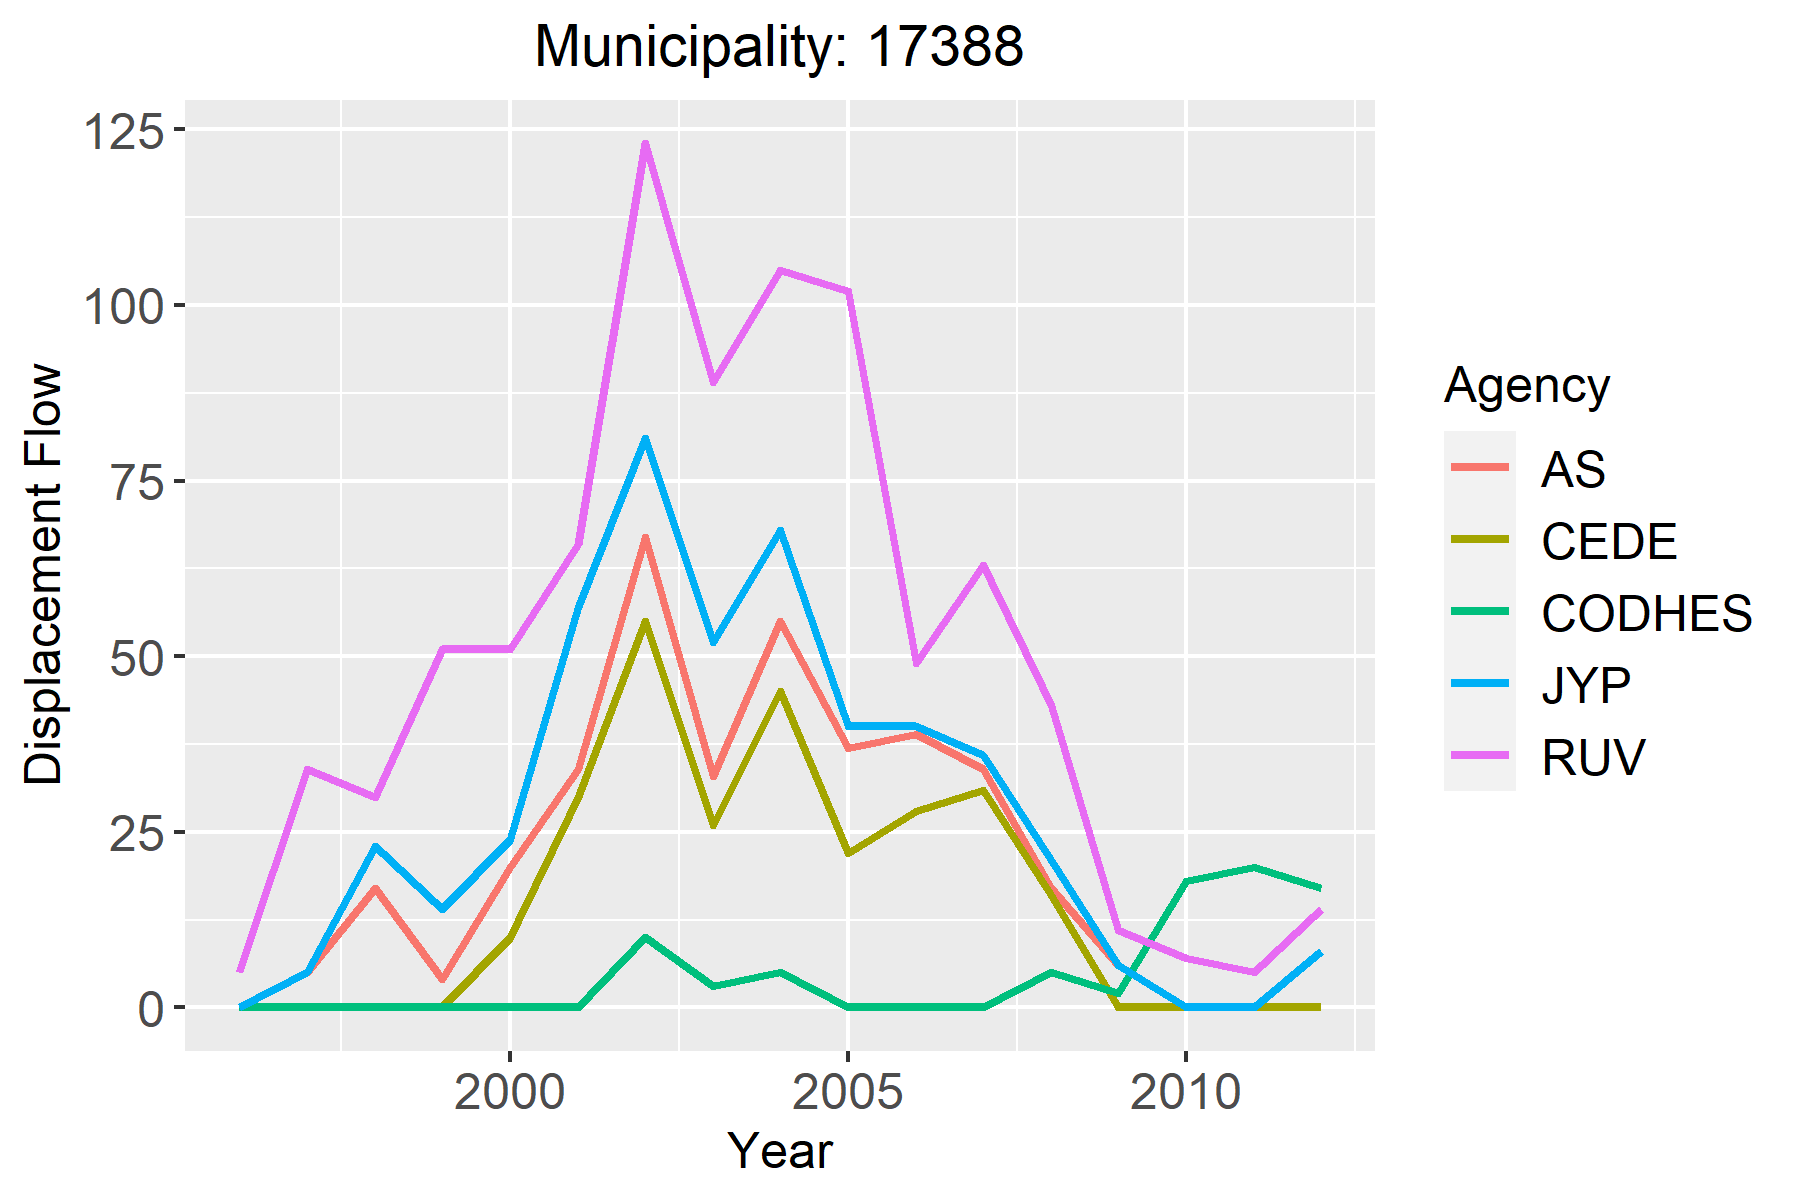 Municipality: 17388
125
100
75
50
25
0
Displacement Flow
2000 2005 2010
Year
Agency
AS
CEDE
CODHES
JYP
RUV